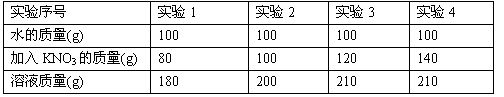 实验序号 实验 1 实验 2 实验 3 实验 4
水的质量(g) 100 100 100 100
加入 KNO₃的质量(g) 80 100 120 140
溶液质量(g) 180 200 210 210